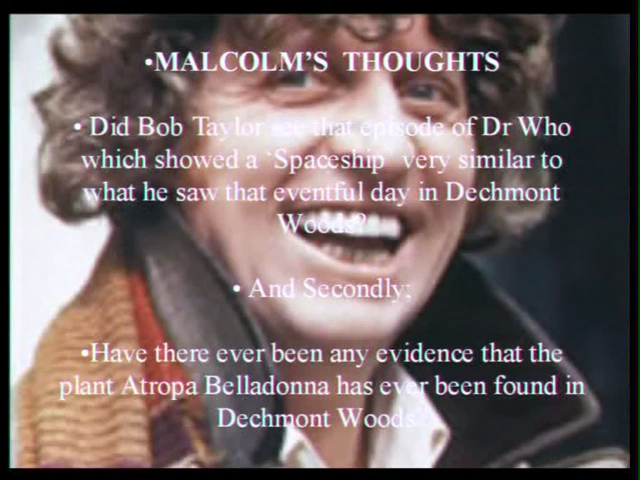 •MALCOLM'S THOUGHTS
• Did Bob Taylor see that episode of Dr Who
which showed a 'Spaceship' very similar to
what he saw that eventful day in Dechmont
Woods?
• And Secondly;
•Have there ever been any evidence that the
plant Atropa Belladonna has ever been found in
Dechmont Woods?